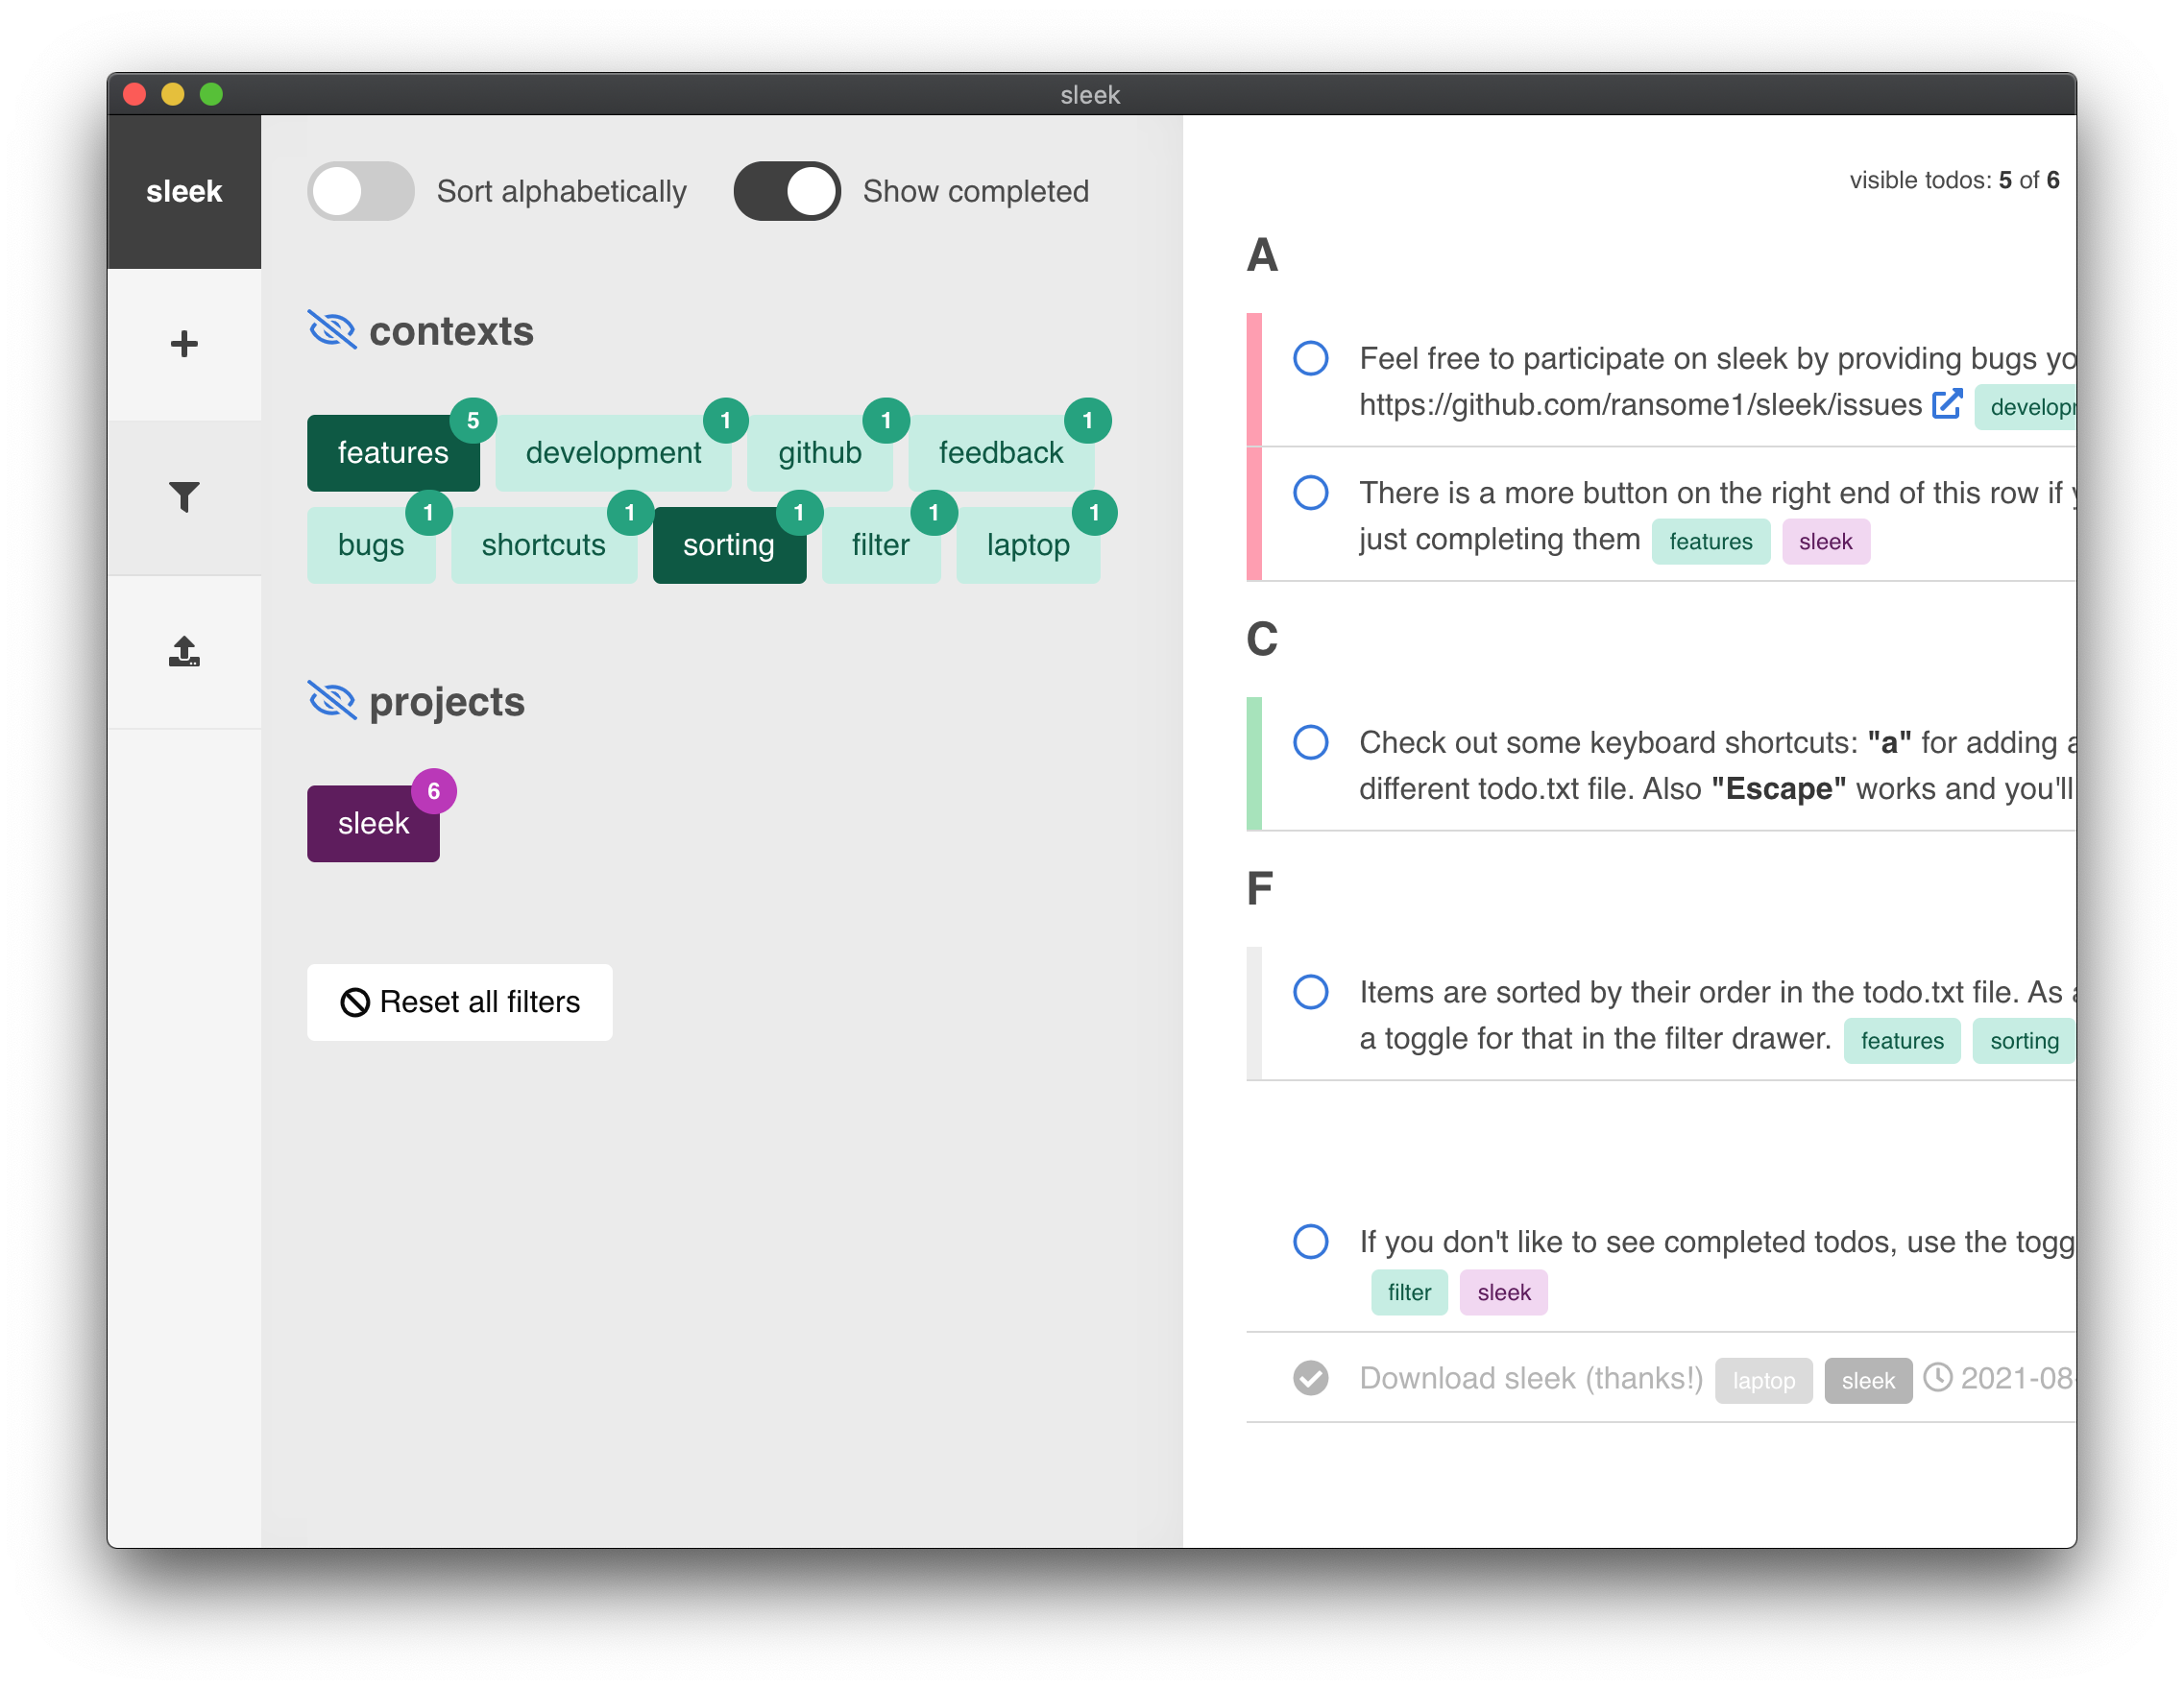 sleek
sleek
Sort alphabetically
Show completed
contexts
features 5
development 1
github 1
feedback 1
bugs 1
shortcuts 1
sorting 1
filter 1
laptop 1
projects
sleek 6
Reset all filters
visible todos: 5 of 6
A
Feel free to participate on sleek by providing bugs
https://github.com/ransome1/sleek/issues
There is a more button on the right end of this row if
just completing them features sleek
C
Check out some keyboard shortcuts: "a" for adding
different todo.txt file. Also "Escape" works and you'll
F
Items are sorted by their order in the todo.txt file. As
a toggle for that in the filter drawer. features sorting
If you don't like to see completed todos, use the
filter sleek
Download sleek (thanks!) laptop sleek 2021-08-